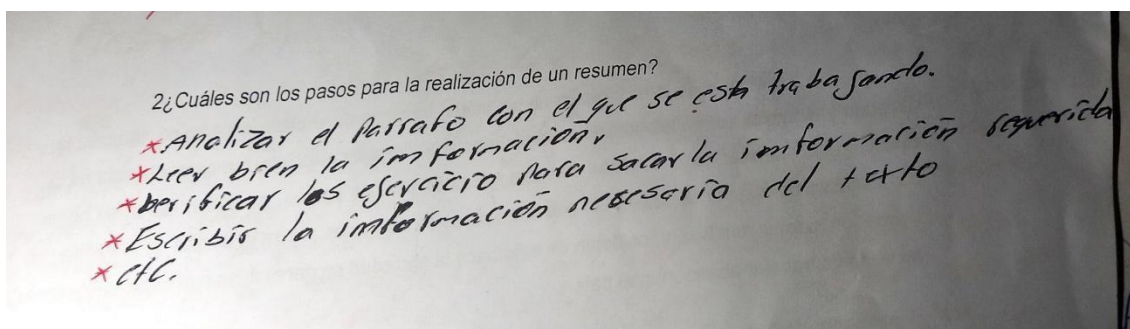 2¿Cuáles son los pasos para la realización de un resumen?
*.Analizar el Parrafo con el que se esta trabajando.
*Leer bien la imformación.
*berificar los ejercicio para sacar la imformación requerida
*Escribir la imformación nesesaria del texto
*etc.